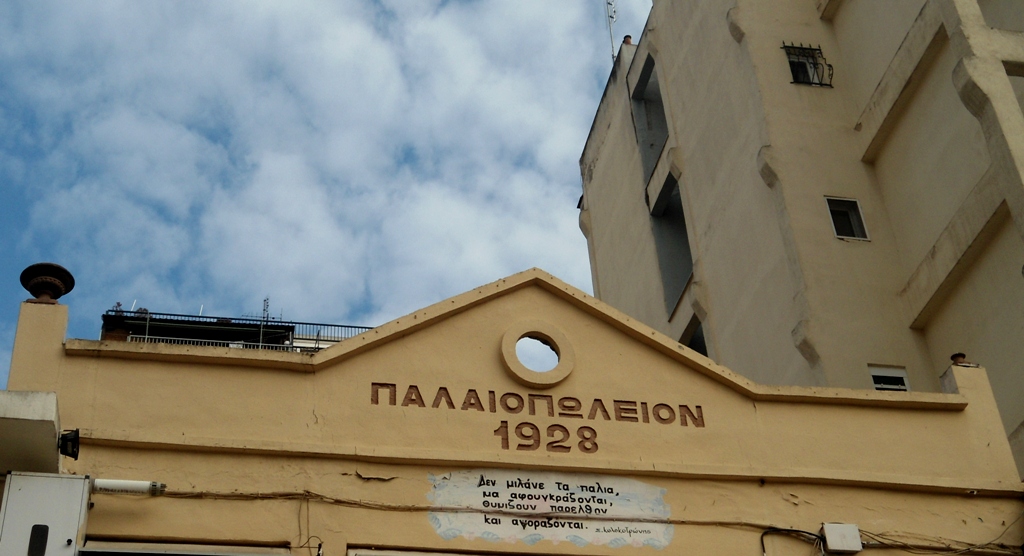 ΠΑΛΑΙΟΠΩΛΕΙΟΝ
1928
Δεν μιλάνε τα παλιά,
μα αφουγκράζονται,
θυμίζουν παρελθόν
και αγοράζονται.